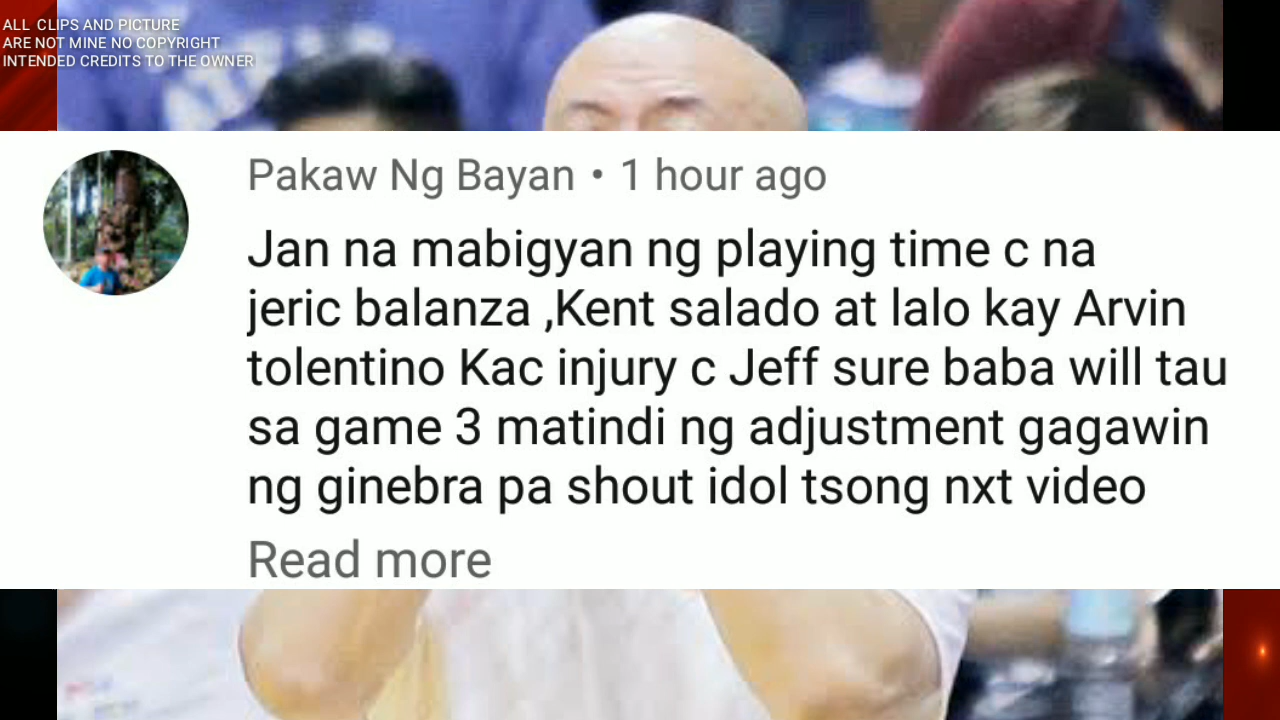 ALL CLIPS AND PICTURE
ARE NOT MINE NO COPYRIGHT
INTENDED CREDITS TO THE OWNER
Pakaw Ng Bayan • 1 hour ago
Jan na mabigyan ng playing time c na
jeric balanza ,Kent salado at lalo kay Arvin
tolentino Kac injury c Jeff sure baba will tau
sa game 3 matindi ng adjustment gagawin
ng ginebra pa shout idol tsong nxt video
Read more